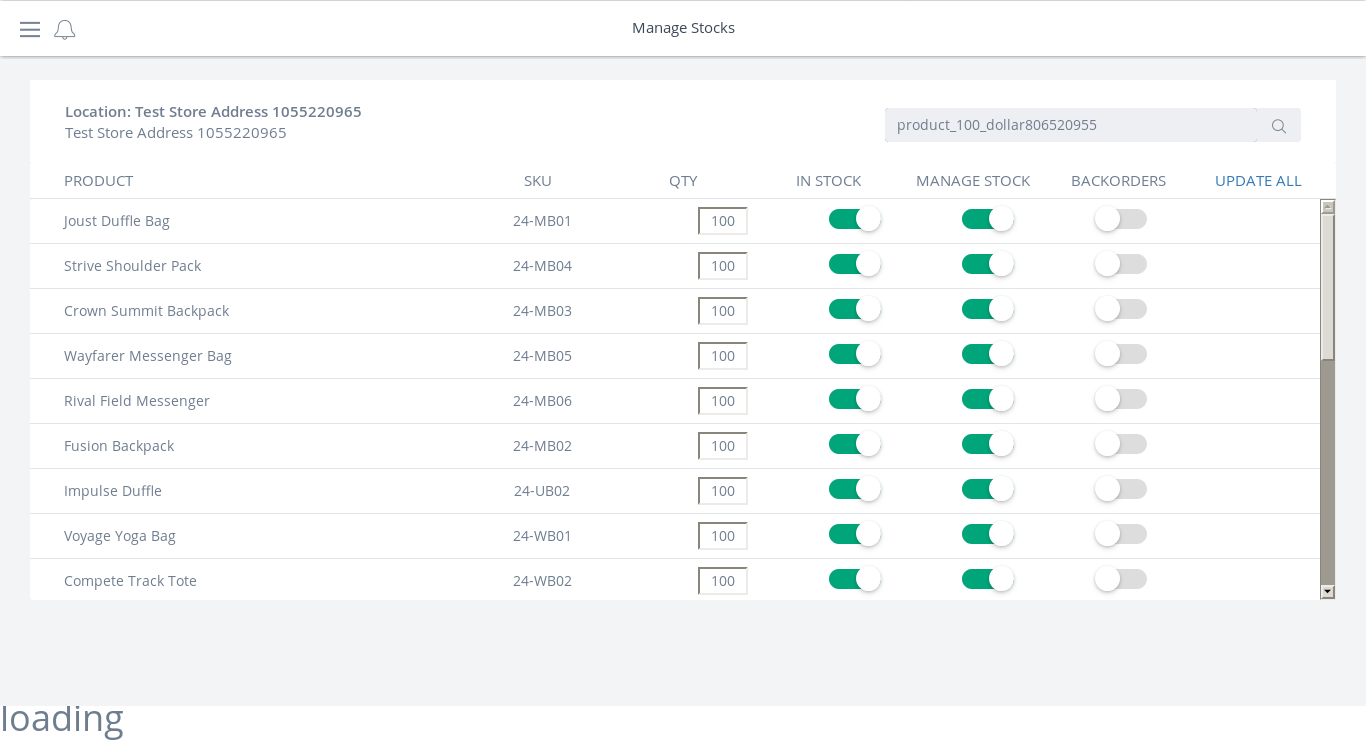 Manage Stocks
Location: Test Store Address 1055220965
Test Store Address 1055220965
product_100_dollar806520955
PRODUCT SKU QTY IN STOCK MANAGE STOCK BACKORDERS UPDATE ALL
Joust Duffle Bag 24-MB01 100
Strive Shoulder Pack 24-MB04 100
Crown Summit Backpack 24-MB03 100
Wayfarer Messenger Bag 24-MB05 100
Rival Field Messenger 24-MB06 100
Fusion Backpack 24-MB02 100
Impulse Duffle 24-UB02 100
Voyage Yoga Bag 24-WB01 100
Compete Track Tote 24-WB02 100
loading